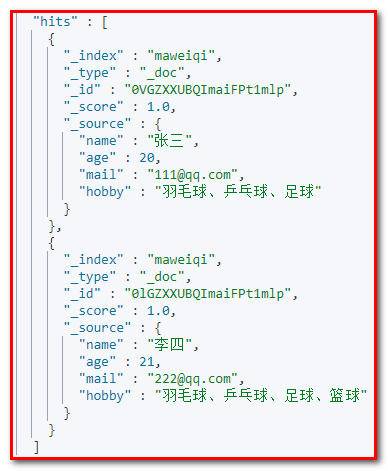 "hits" : [
{
"_index" : "maweiqi",
"_type" : "_doc",
"_id" : "0VGZXXUBQImaiFPt1mlp",
"_score" : 1.0,
"_source" : {
"name" : "张三",
"age" : 20,
"mail" : "111@qq.com",
"hobby" : "羽毛球、乒乓球、足球"
}
},
{
"_index" : "maweiqi",
"_type" : "_doc",
"_id" : "0lGZXXUBQImaiFPt1mlp",
"_score" : 1.0,
"_source" : {
"name" : "李四",
"age" : 21,
"mail" : "222@qq.com",
"hobby" : "羽毛球、乒乓球、足球、篮球"
}
}
]